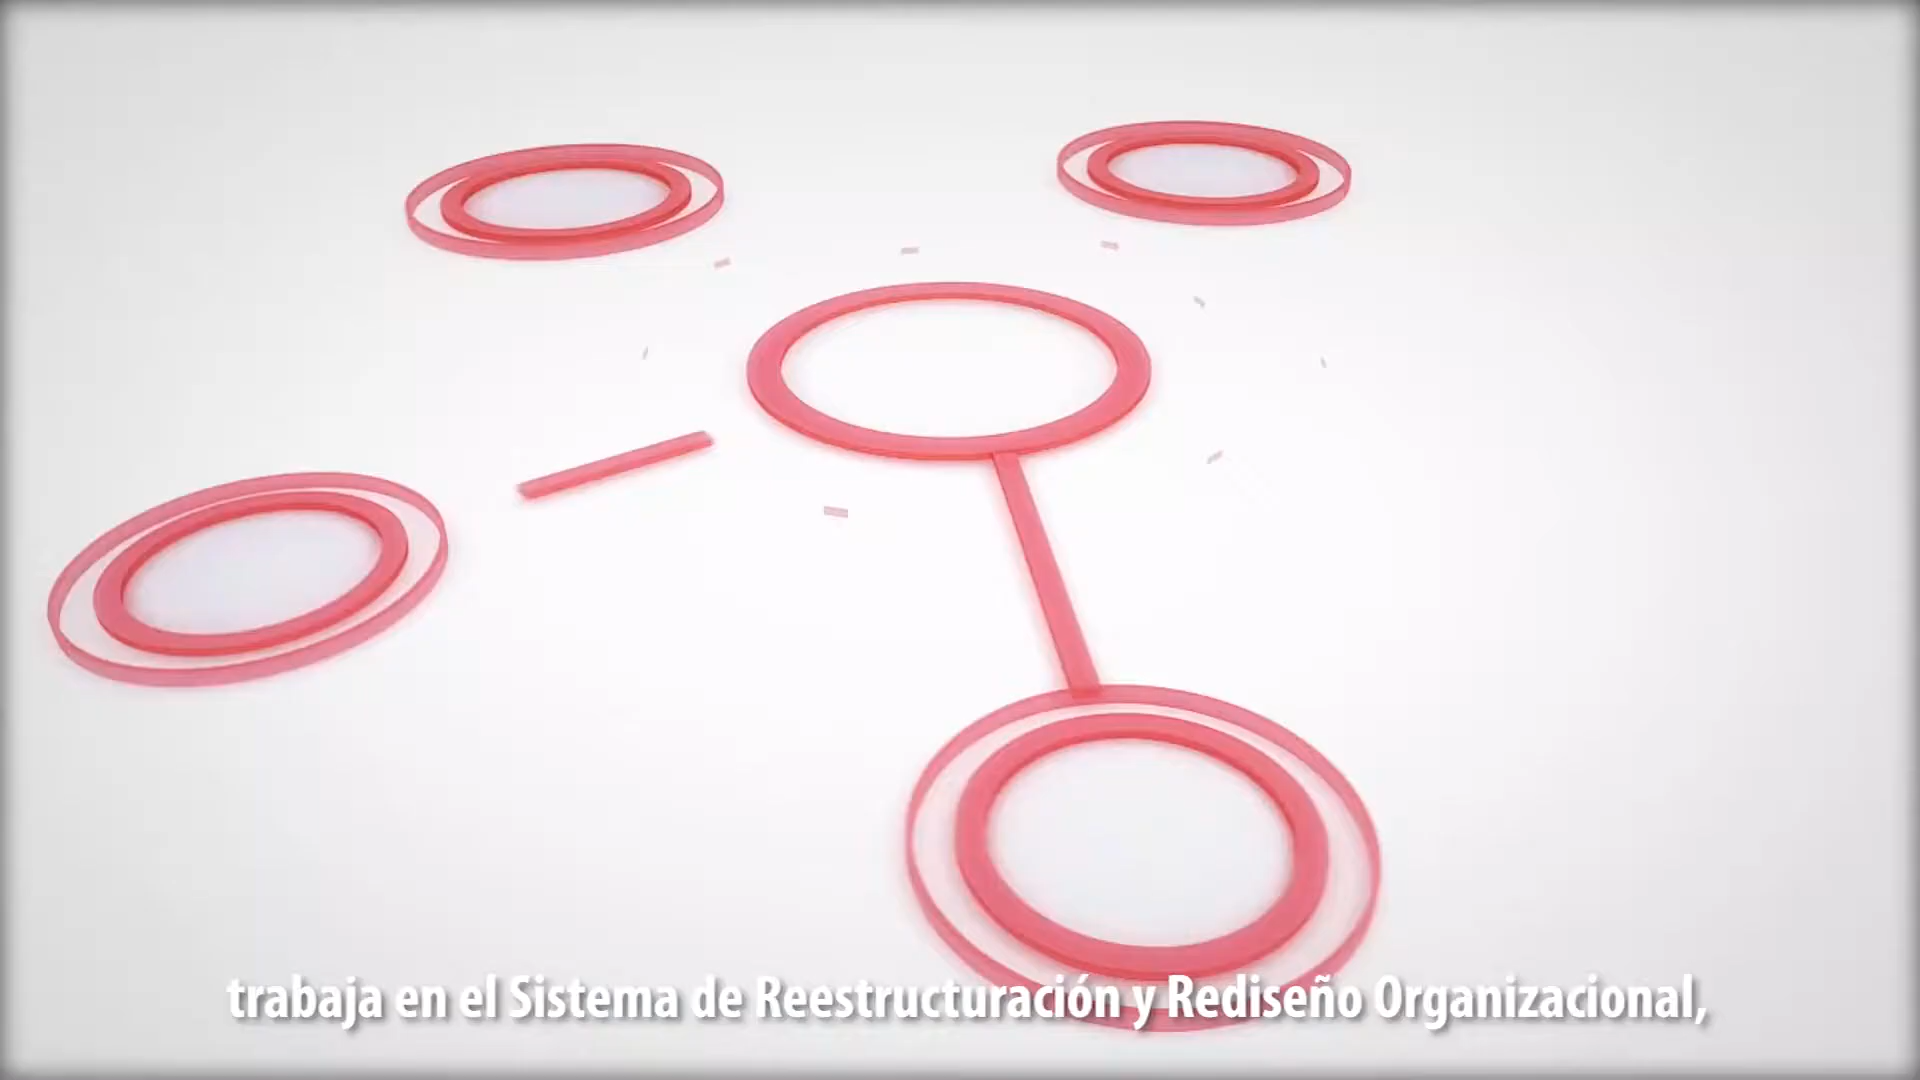 trabaja en el Sistema de Reestructuración y Rediseño Organizacional,